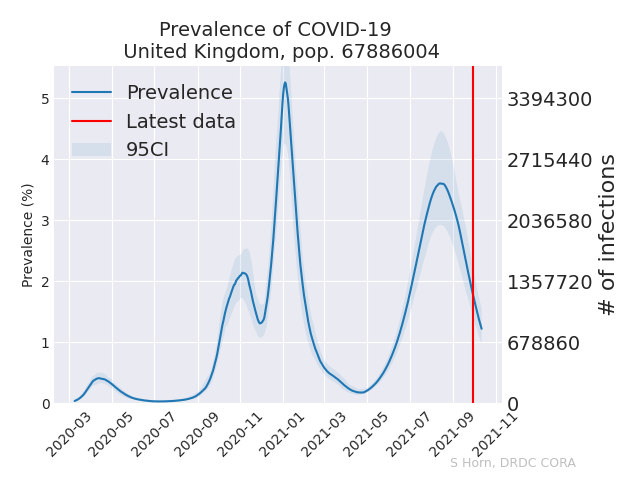 Prevalence of COVID-19
United Kingdom, pop. 67886004
Prevalence
Latest data
95CI
Prevalence (%)
5
4
3
2
1
0
3394300
2715440
2036580
1357720
678860
0
# of infections
2020-03
2020-05
2020-07
2020-09
2020-11
2021-01
2021-03
2021-05
2021-07
2021-09
2021-11
S Horn, DRDC CORA